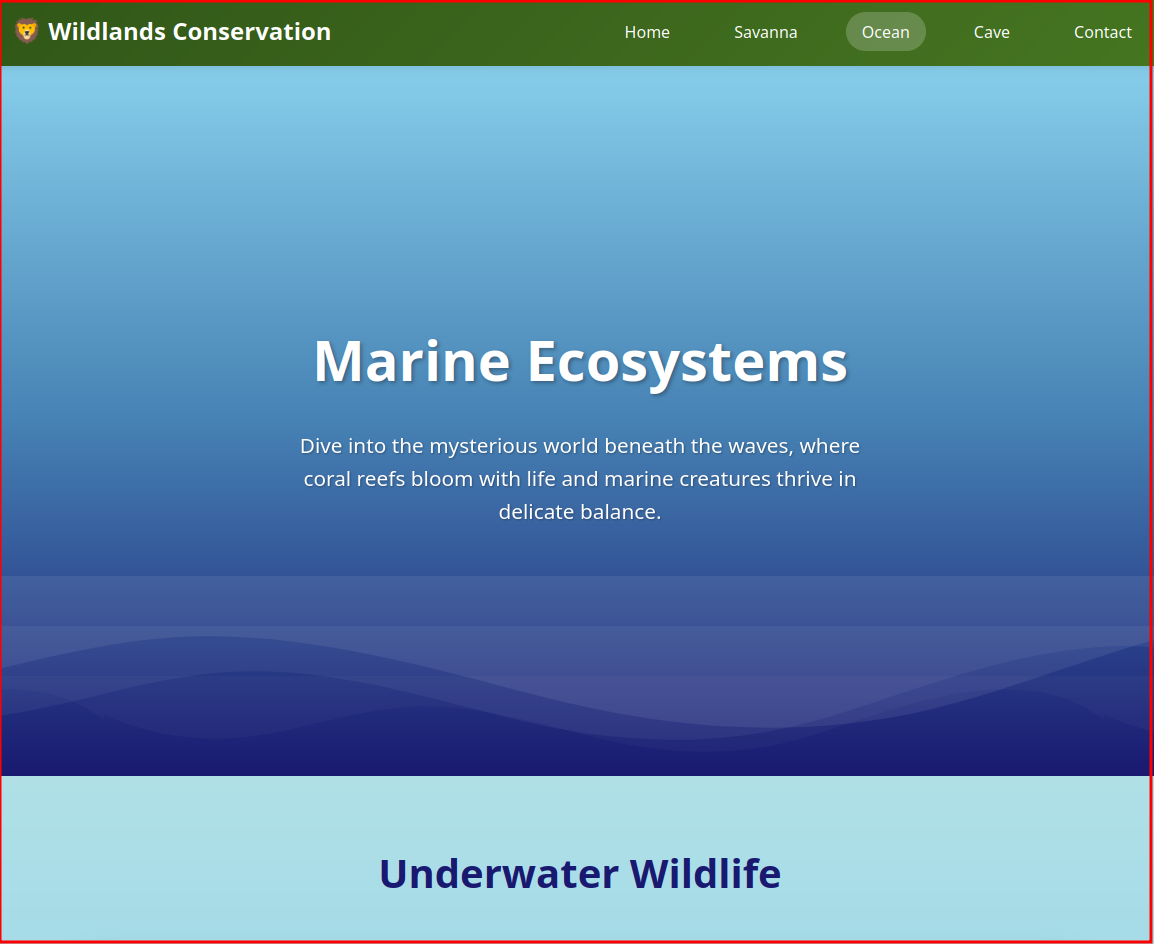 Wildlands Conservation
Home Savanna Ocean Cave Contact
Marine Ecosystems
Dive into the mysterious world beneath the waves, where
coral reefs bloom with life and marine creatures thrive in
delicate balance.
Underwater Wildlife